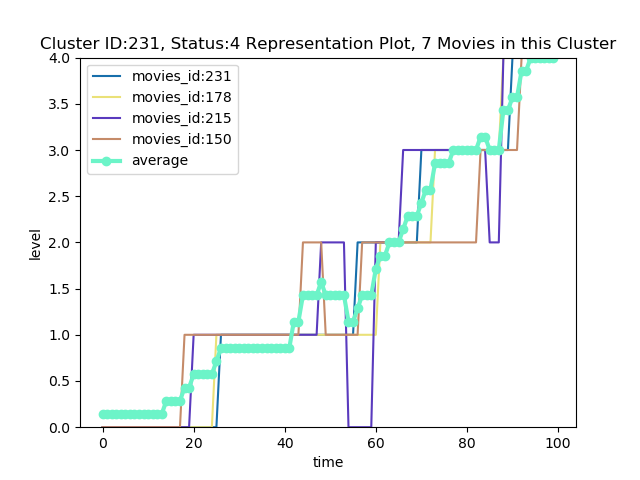 Cluster ID:231, Status:4 Representation Plot, 7 Movies in this Cluster
movies_id:231
movies_id:178
movies_id:215
movies_id:150
average
level
4.0
3.5
3.0
2.5
2.0
1.5
1.0
0.5
0.0
0 20 40 60 80 100
time